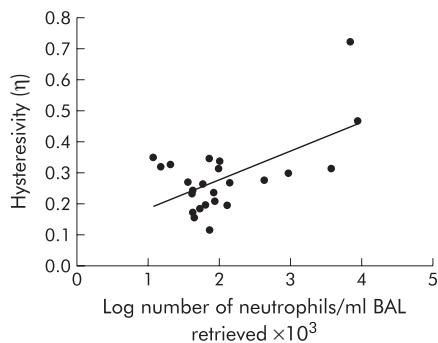 0.8
0.7
0.6
0.5
0.4
0.3
0.2
0.1
0.0
Hysteresivity (η)
0 1 2 3 4 5
Log number of neutrophils/ml BAL
retrieved ×10³